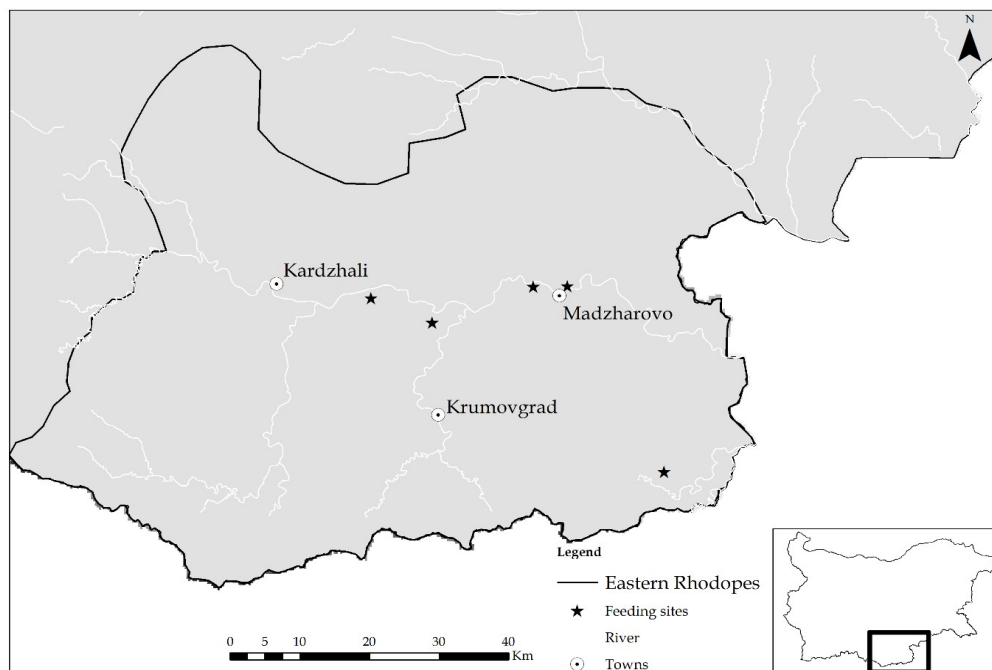 N
Kardzhali
Madzharovo
Krumovgrad
Legend
Eastern Rhodopes
Feeding sites
River
Towns
0 5 10 20 30 40
Km